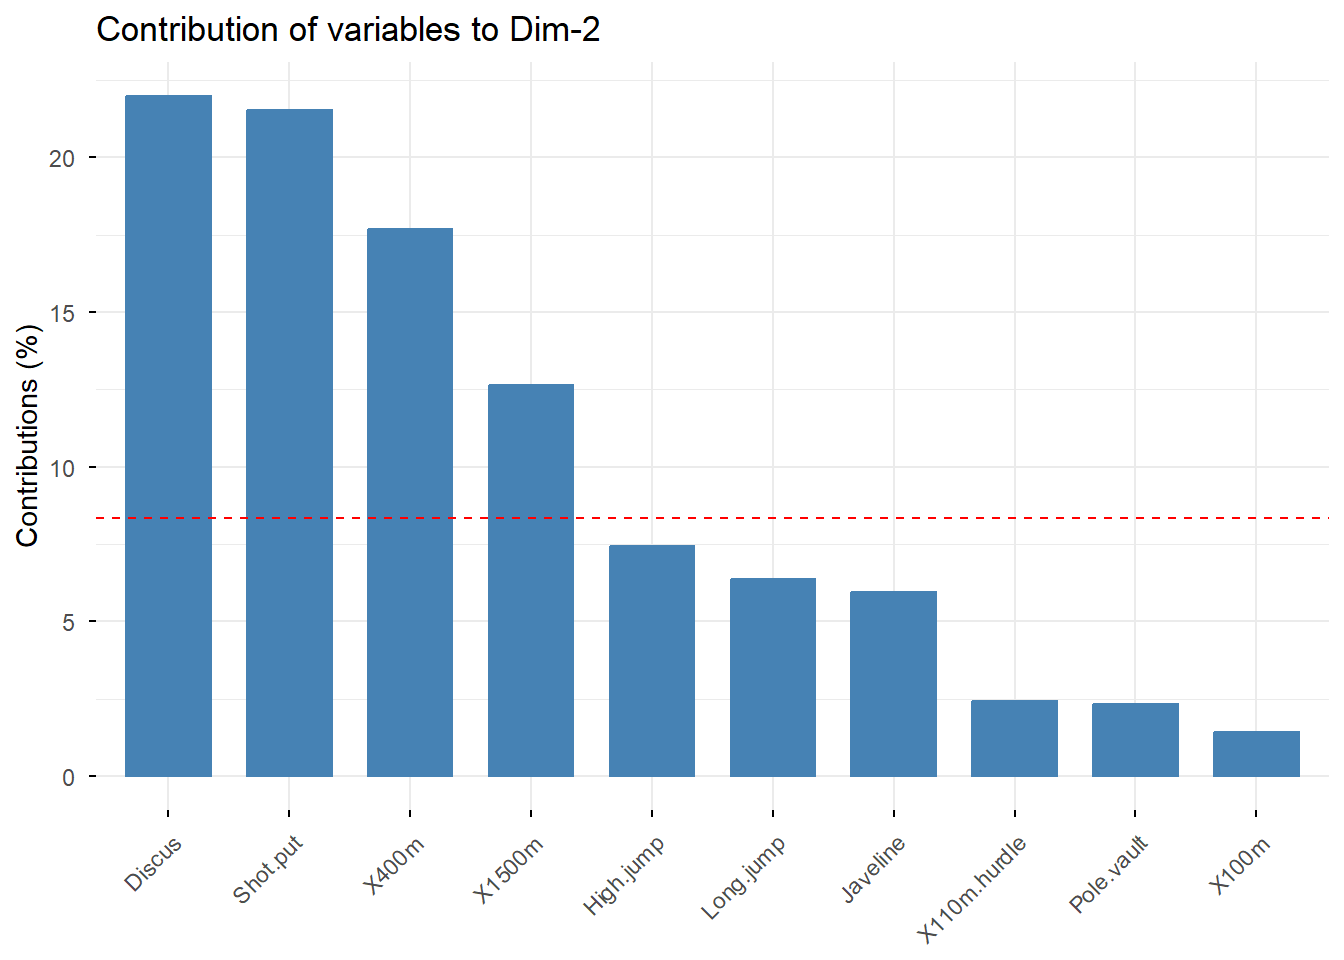 Contribution of variables to Dim-2
Contributions (%)
20
15
10
5
0
Discus
Shot.put
X400m
X1500m
High.jump
Long.jump
Javeline
X110m.hurdle
Pole.vault
X100m